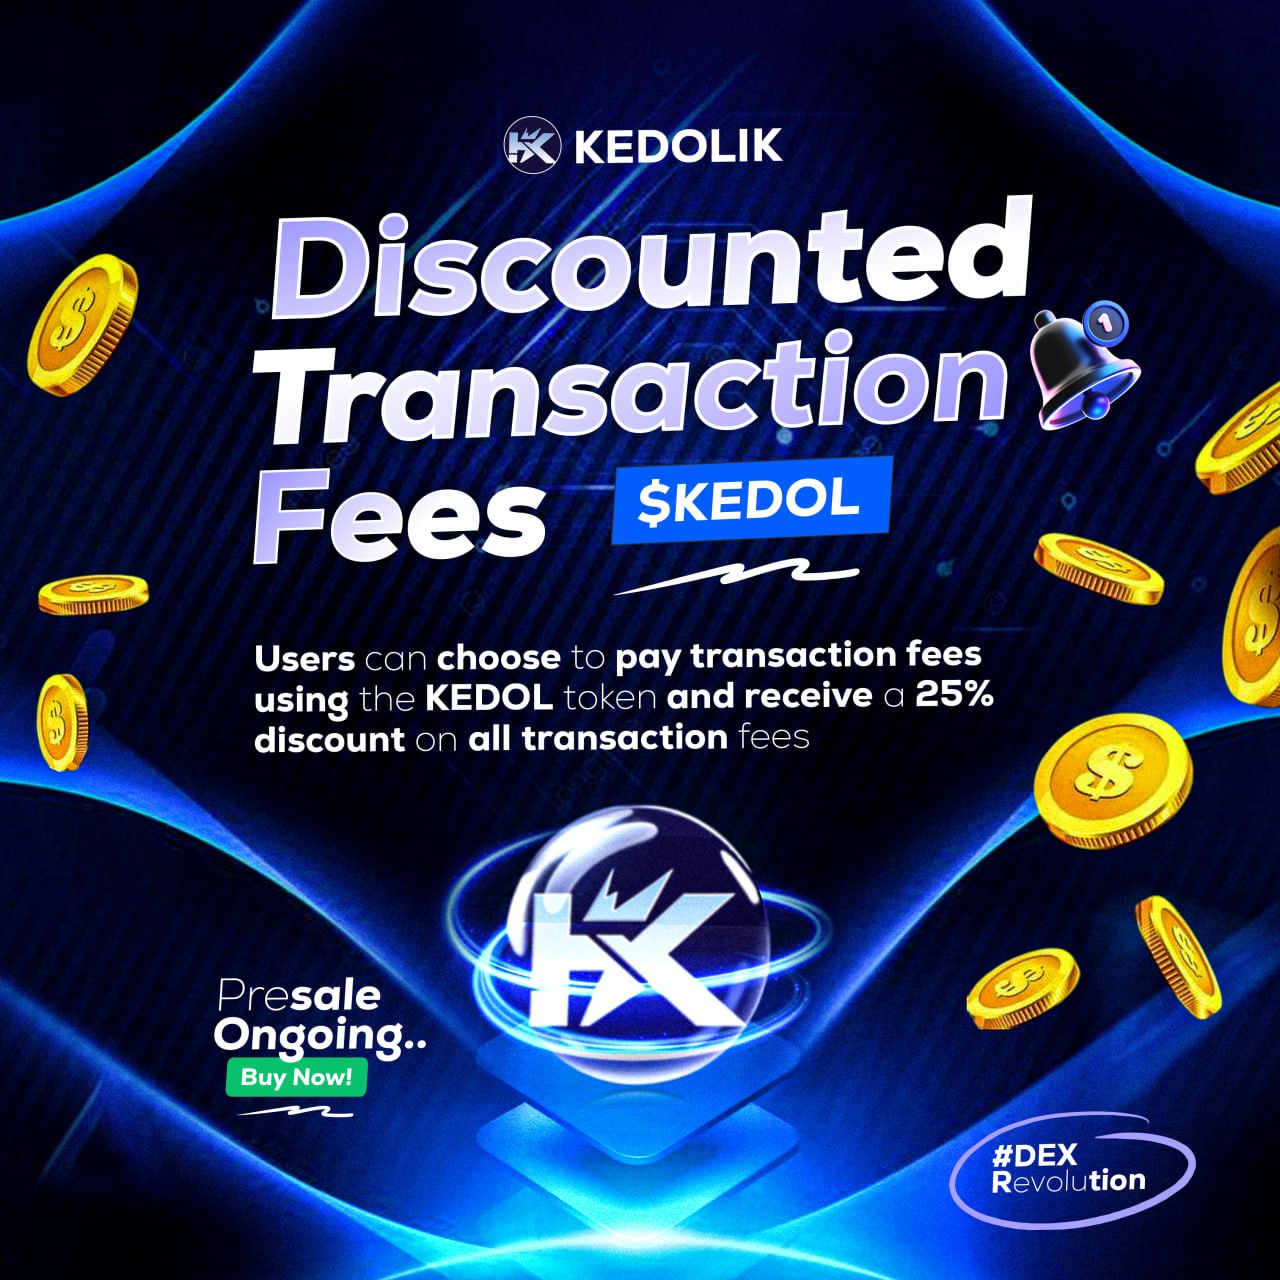 KEDOLIK
Discounted
Transaction
1
Fees
$KEDOL
Users can choose to pay transaction fees
using the KEDOL token and receive a 25%
discount on all transaction fees
Presale
Ongoing..
Buy Now!
#DEX
Revolution